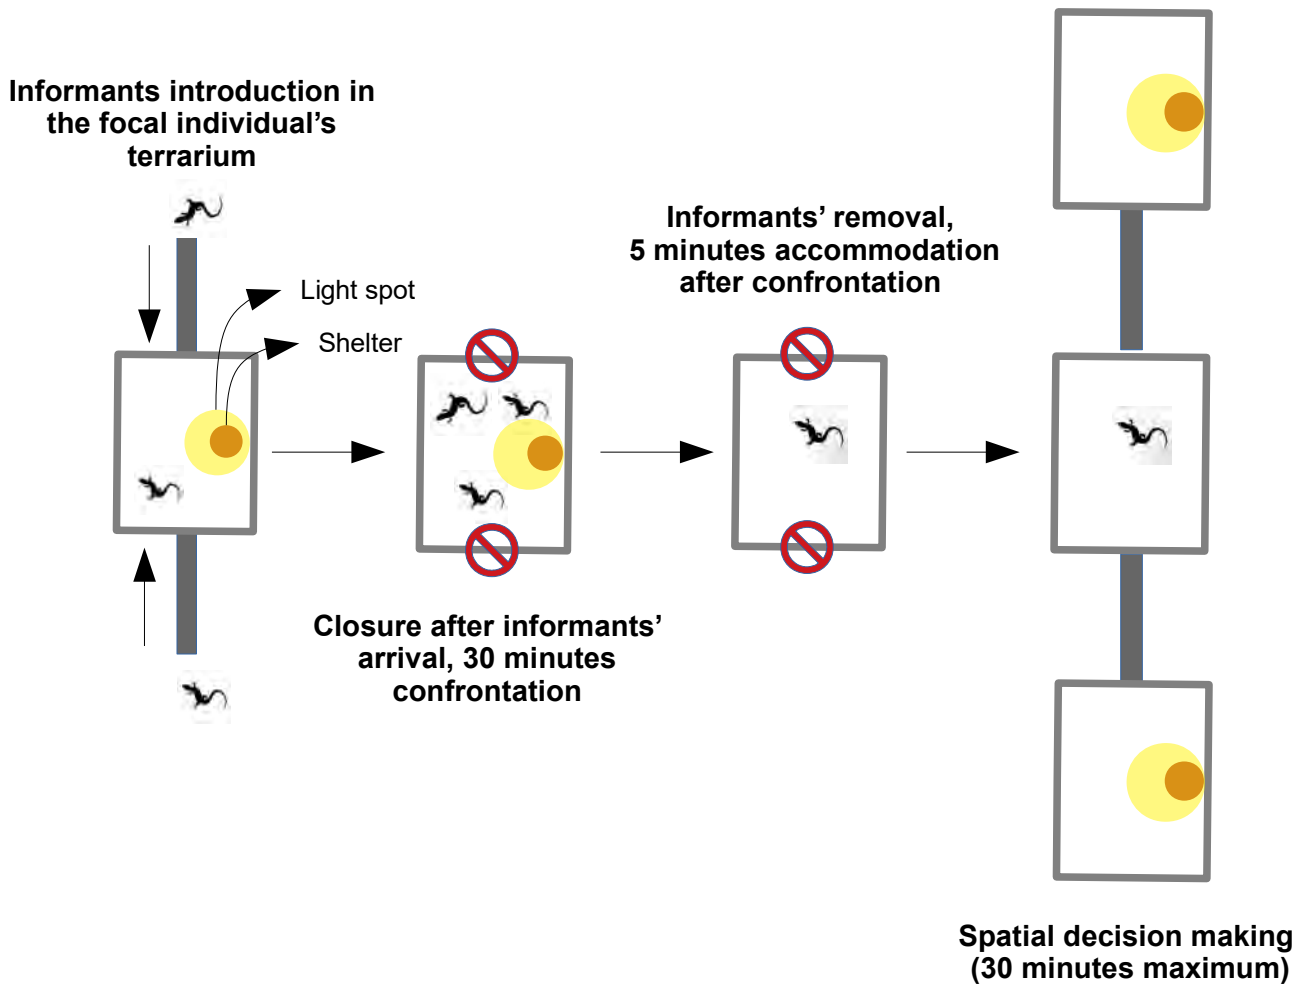 Informants introduction in
the focal individual's
terrarium
Light spot
Shelter
Closure after informants'
arrival, 30 minutes
confrontation
Informants' removal,
5 minutes accommodation
after confrontation
Spatial decision making
(30 minutes maximum)